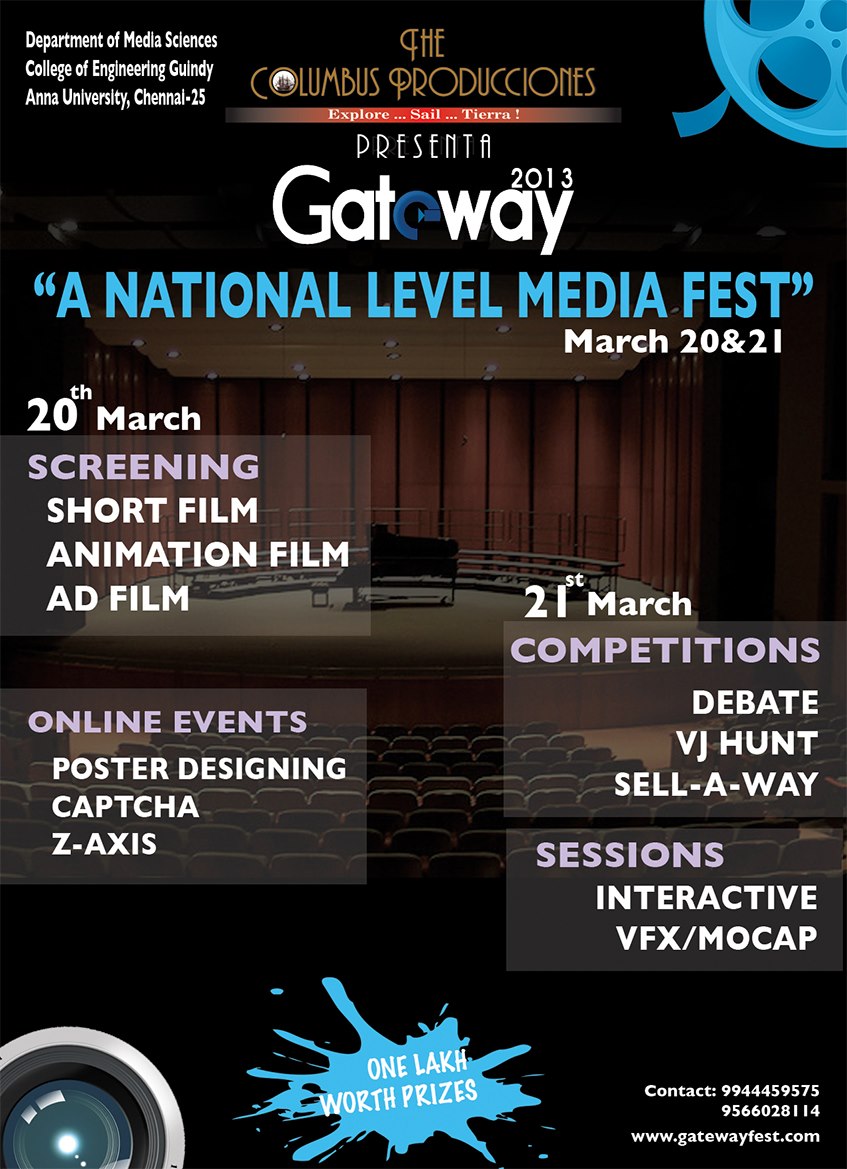 Department of Media Sciences
College of Engineering Guindy
Anna University, Chennai-25
THE
COLUMBUS PRODUCCIONES
Explore ... Sail ... Tierra !
PRESENTA
Gateway 2013
“A NATIONAL LEVEL MEDIA FEST”
March 20&21
20th March
SCREENING
SHORT FILM
ANIMATION FILM
AD FILM
ONLINE EVENTS
POSTER DESIGNING
CAPTCHA
Z-AXIS
21st March
COMPETITIONS
DEBATE
VJ HUNT
SELL-A-WAY
SESSIONS
INTERACTIVE
VFX/MOCAP
ONE LAKH
WORTH PRIZES
Contact: 9944459575
9566028114
www.gatewayfest.com